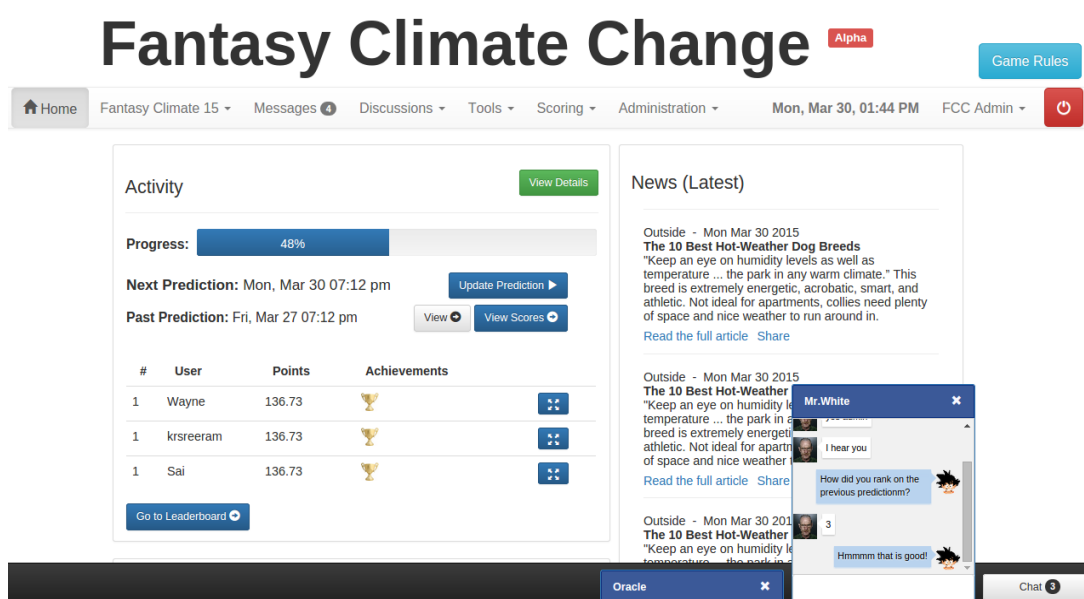 Fantasy Climate Change Alpha
Game Rules
Home Fantasy Climate 15 Messages 4 Discussions Tools Scoring Administration Mon, Mar 30, 01:44 PM FCC Admin
Activity
View Details
Progress: 48%
Next Prediction: Mon, Mar 30 07:12 pm Update Prediction
Past Prediction: Fri, Mar 27 07:12 pm View View Scores
# User Points Achievements
1 Wayne 136.73
1 krsreeram 136.73
1 Sai 136.73
Go to Leaderboard
News (Latest)
Outside - Mon Mar 30 2015
The 10 Best Hot-Weather Dog Breeds
"Keep an eye on humidity levels as well as
temperature ... the park in any warm climate.” This
breed is extremely energetic, acrobatic, smart, and
athletic. Not ideal for apartments, collies need plenty
of space and nice weather to run around in.
Read the full article Share
Outside - Mon Mar 30 2015
The 10 Best Hot-Weather
"Keep an eye on humidity
temperature ... the park in
breed is extremely
athletic. Not ideal for
of space and nice weather
Read the full article Share
Outside - Mon Mar 30
The 10 Best Hot-Weather
"Keep an eye on humidity
Mr.White
I hear you
How did you rank on the
previous predictionm?
3
Hmmmm that is good!
Oracle
Chat 3